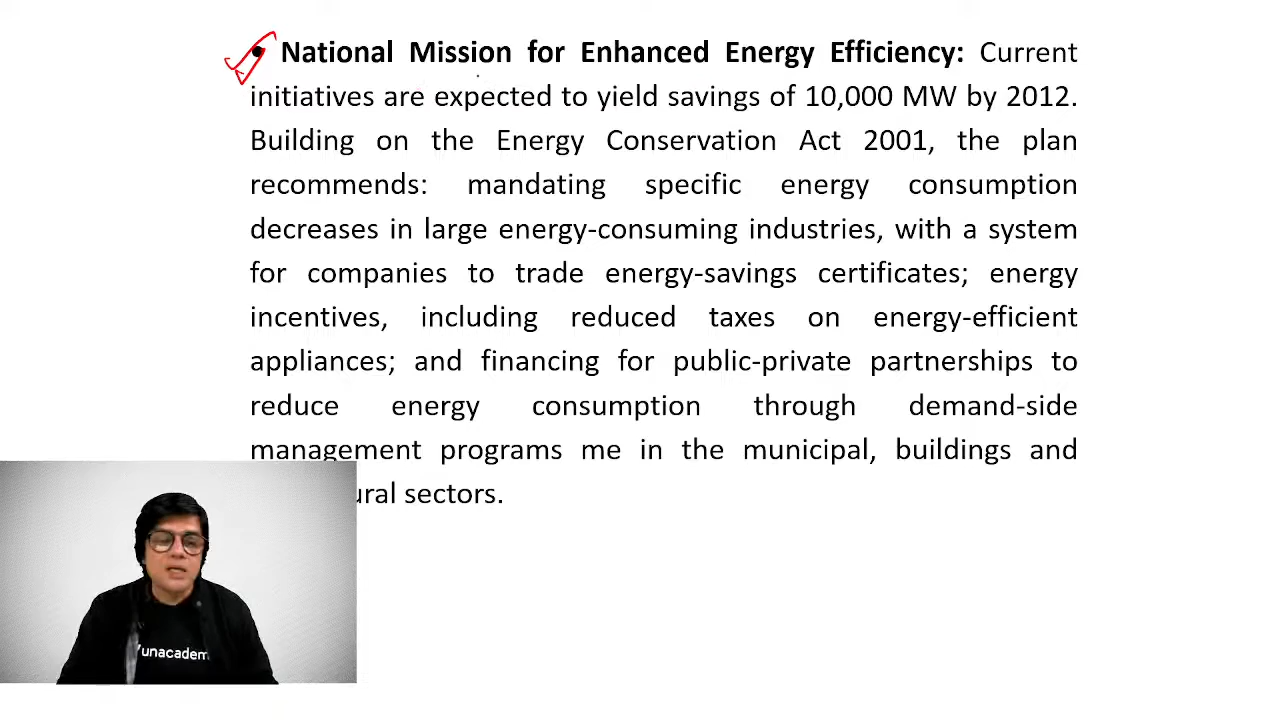 • National Mission for Enhanced Energy Efficiency: Current
initiatives are expected to yield savings of 10,000 MW by 2012.
Building on the Energy Conservation Act 2001, the plan
recommends: mandating specific energy consumption
decreases in large energy-consuming industries, with a system
for companies to trade energy-savings certificates; energy
incentives, including reduced taxes on energy-efficient
appliances; and financing for public-private partnerships to
reduce energy consumption through demand-side
management programs me in the municipal, buildings and
sectors.
unacadem